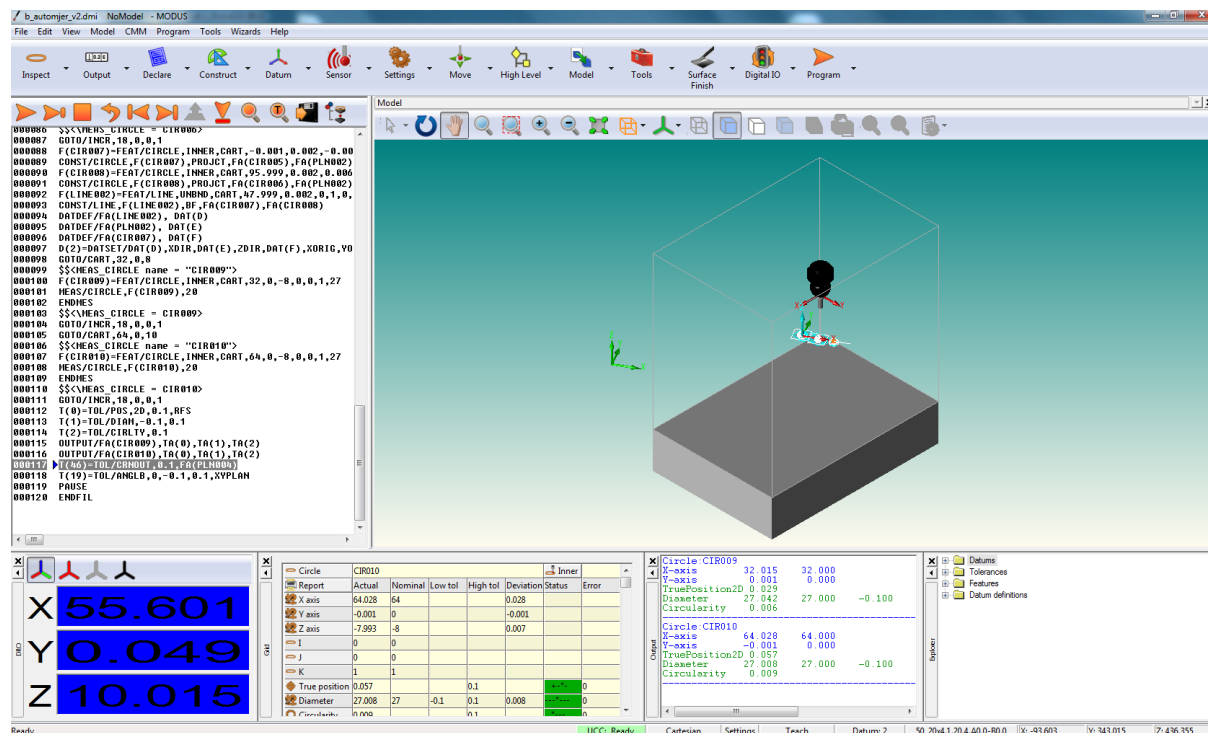 b_automjer_v2.dmi NoModel - MODUS
File Edit View Model CMM Program Tools Wizards Help
Inspect Output Declare Construct Datum Sensor Settings Move High Level Model Tools Surface Finish Digital IO Program
Model
000086 $$<\MEAS_CIRCLE = CIR006>
000087 GOTO/INCR,18,0,0,1
000088 F(CIR007)=FEAT/CIRCLE,INNER,CART,-0.001,0.002,-0.00
000089 CONST/CIRCLE,F(CIR007),PROJCT,FA(CIR005),FA(PLN002)
000090 F(CIR008)=FEAT/CIRCLE,INNER,CART,95.999,0.002,0.006
000091 CONST/CIRCLE,F(CIR008),PROJCT,FA(CIR006),FA(PLN002)
000092 F(LINE002)=FEAT/LINE,UNBND,CART,47.999,0.002,0,1,0,
000093 CONST/LINE,F(LINE002),BF,FA(CIR007),FA(CIR008)
000094 DATDEF/FA(LINE002), DAT(D)
000095 DATDEF/FA(PLN002), DAT(E)
000096 DATDEF/FA(CIR007), DAT(F)
000097 D(2)=DATSET/DAT(D),XDIR,DAT(E),ZDIR,DAT(F),XORIG,YO
000098 GOTO/CART,32,0,8
000099 $$<MEAS_CIRCLE name = "CIR009">
000100 F(CIR009)=FEAT/CIRCLE,INNER,CART,32,0,-8,0,0,1,27
000101 MEAS/CIRCLE,F(CIR009),20
000102 ENDMES
000103 $$<\MEAS_CIRCLE = CIR009>
000104 GOTO/INCR,18,0,0,1
000105 GOTO/CART,64,0,10
000106 $$<MEAS_CIRCLE name = "CIR010">
000107 F(CIR010)=FEAT/CIRCLE,INNER,CART,64,0,-8,0,0,1,27
000108 MEAS/CIRCLE,F(CIR010),20
000109 ENDMES
000110 $$<\MEAS_CIRCLE = CIR010>
000111 GOTO/INCR,18,0,0,1
000112 T(0)=TOL/POS,2D,0.1,RFS
000113 T(1)=TOL/DIAM,-0.1,0.1
000114 T(2)=TOL/CIRLTY,0.1
000115 OUTPUT/FA(CIR009),TA(0),TA(1),TA(2)
000116 OUTPUT/FA(CIR010),TA(0),TA(1),TA(2)
000117 T(46)=TOL/CRNOUT,0.1,FA(PLN004)
000118 T(19)=TOL/ANGLB,0,-0.1,0.1,XYPLAN
000119 PAUSE
000120 ENDFIL
X Y
DRO
X 55.601
Y 0.049
Z 10.015
Grid
Circle CIR010 Inner
Report Actual Nominal Low tol High tol Deviation Status Error
X axis 64.028 64 0.028
Y axis -0.001 0 -0.001
Z axis -7.993 -8 0.007
I 0 0
J 0 0
K 1 1
True position 0.057 0.1 0
Diameter 27.008 27 -0.1 0.1 0.008 0
Circularity 0.009 0.1 0
Output
Circle:CIR009
X-axis 32.015 32.000
Y-axis 0.001 0.000
TruePosition2D 0.029
Diameter 27.042 27.000 -0.100
Circularity 0.006
Circle:CIR010
X-axis 64.028 64.000
Y-axis -0.001 0.000
TruePosition2D 0.057
Diameter 27.008 27.000 -0.100
Circularity 0.009
Explorer
Datums
Tolerances
Features
Datum definitions
Ready UCC: Ready Cartesian Settings Teach Datum: 2 50_20x4.1.20.4.A0.0-B0.0 X: -93.603 Y: 343.015 Z: 436.355